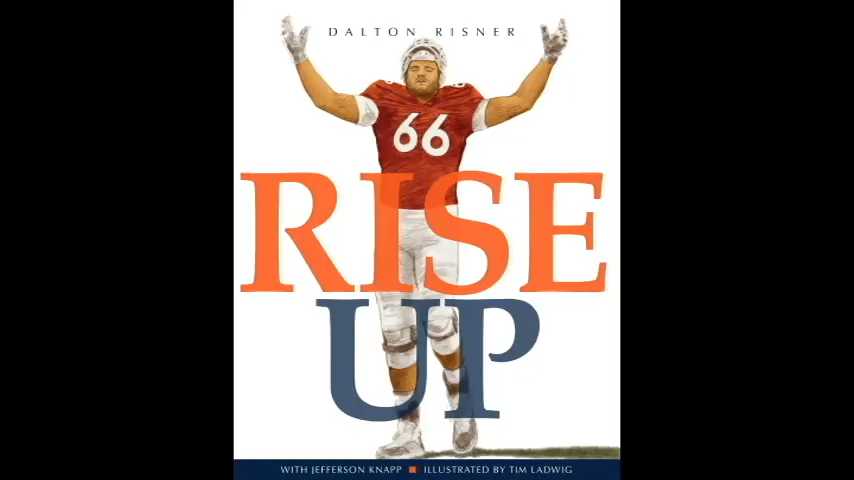 DALTON RISNER
66
RISE
UP
WITH JEFFERSON KNAPP ■ ILLUSTRATED BY TIM LADWIG